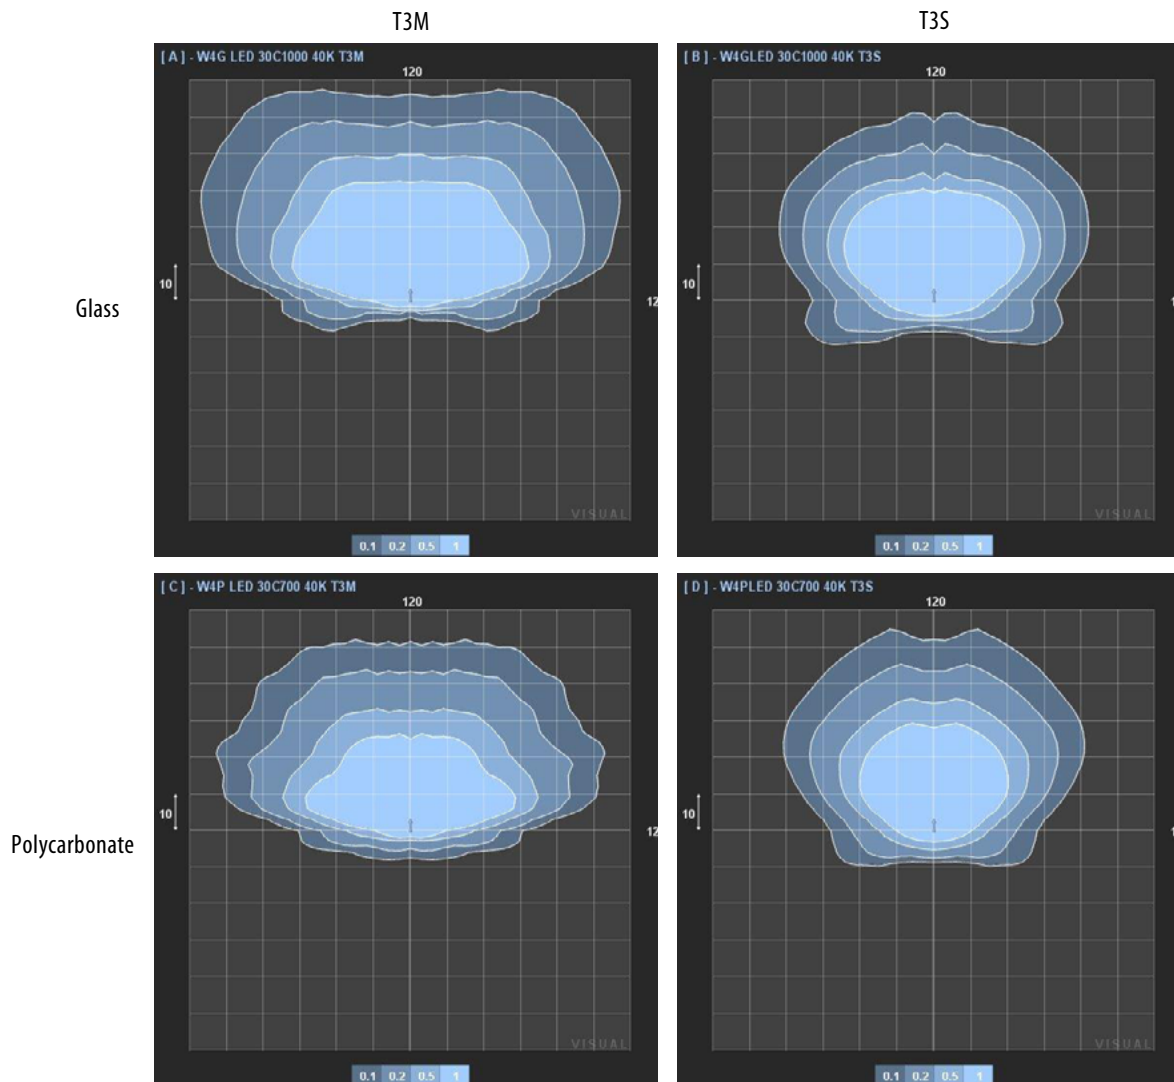 T3M
T3S
[ A ] - W4G LED 30C1000 40K T3M
120
10
12
VISUAL
0.1 0.2 0.5 1
[ B ] - W4GLED 30C1000 40K T3S
120
10
1
VISUAL
0.1 0.2 0.5 1
Glass
[ C ] - W4P LED 30C700 40K T3M
120
10
12
VISUAL
0.1 0.2 0.5 1
[ D ] - W4PLED 30C700 40K T3S
120
10
1
VISUAL
0.1 0.2 0.5 1
Polycarbonate